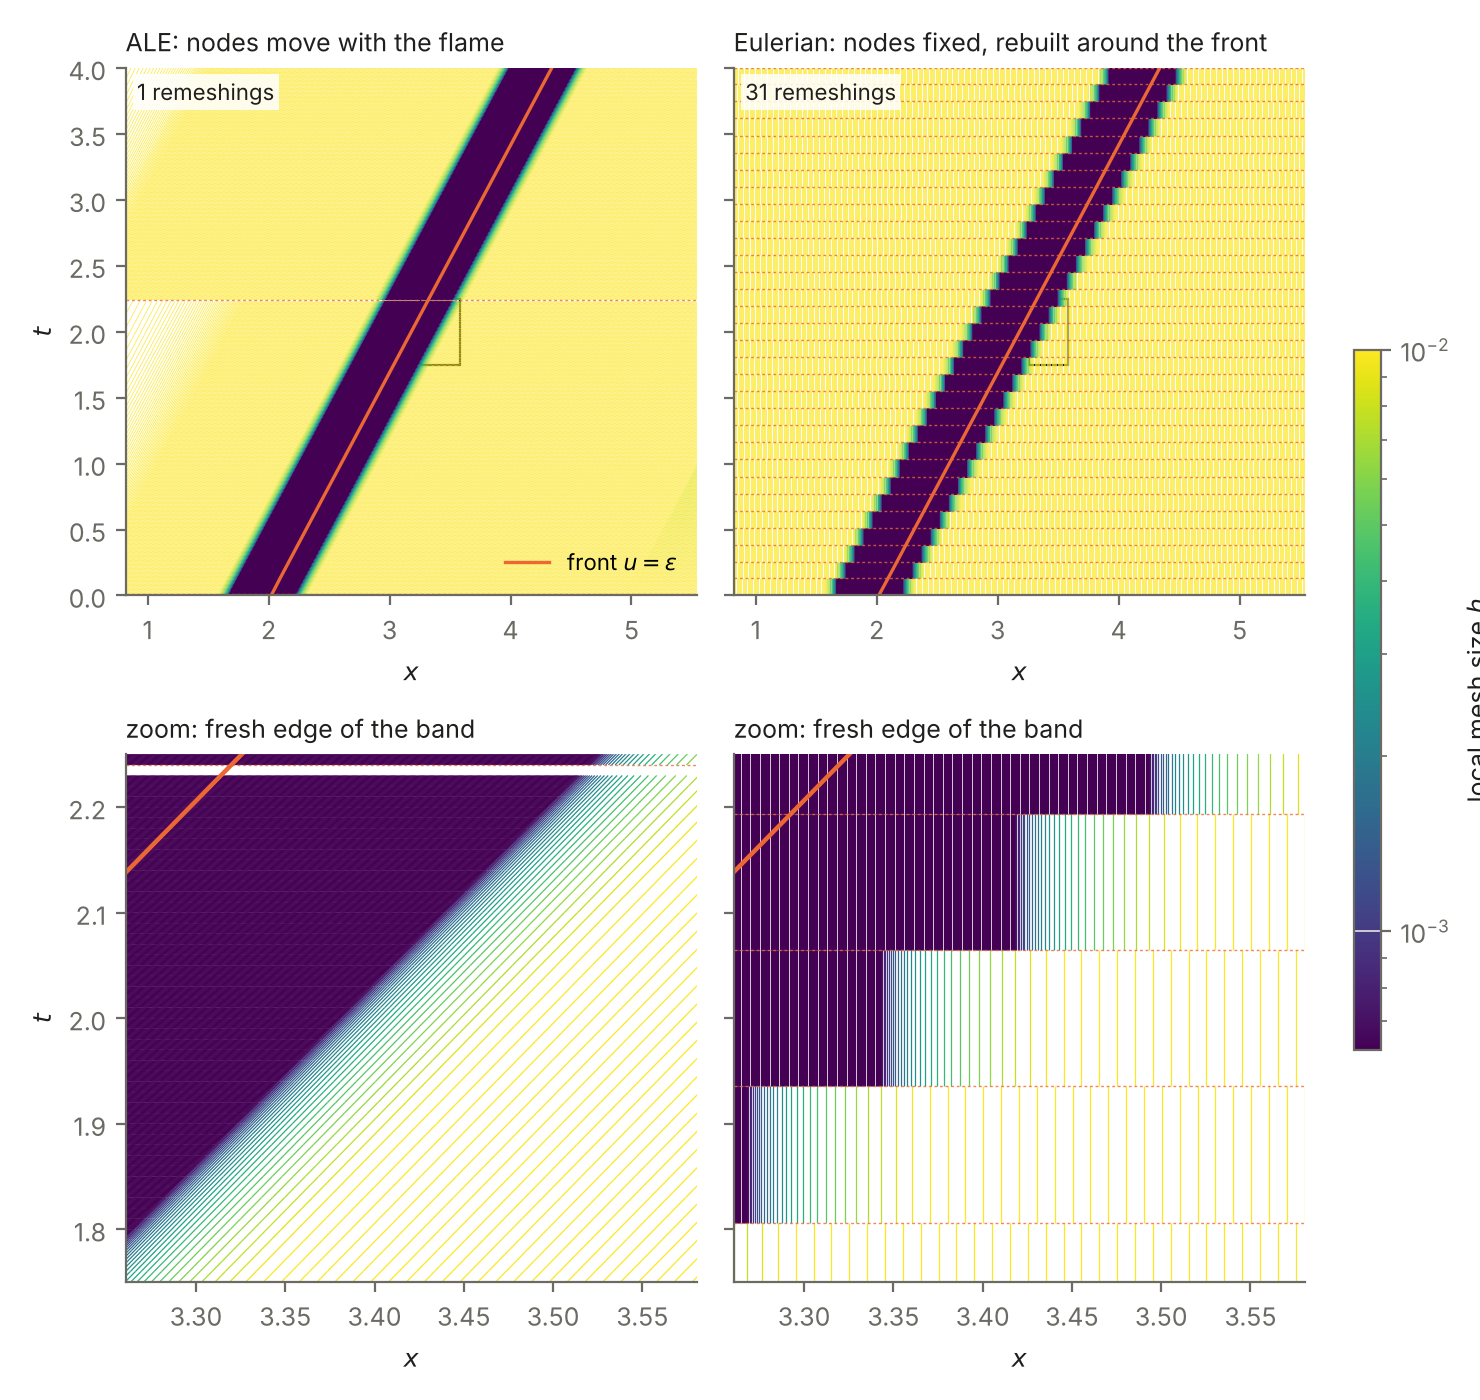 ALE: nodes move with the flame
Eulerian: nodes fixed, rebuilt around the front
1 remeshings
31 remeshings
4.0
3.5
3.0
2.5
2.0
1.5
1.0
0.5
0.0
t
front u = ε
1 2 3 4 5
1 2 3 4 5
x
x
10⁻²
10⁻³
local mesh size h
zoom: fresh edge of the band
zoom: fresh edge of the band
2.2
2.1
2.0
1.9
1.8
t
3.30 3.35 3.40 3.45 3.50 3.55
3.30 3.35 3.40 3.45 3.50 3.55
x
x